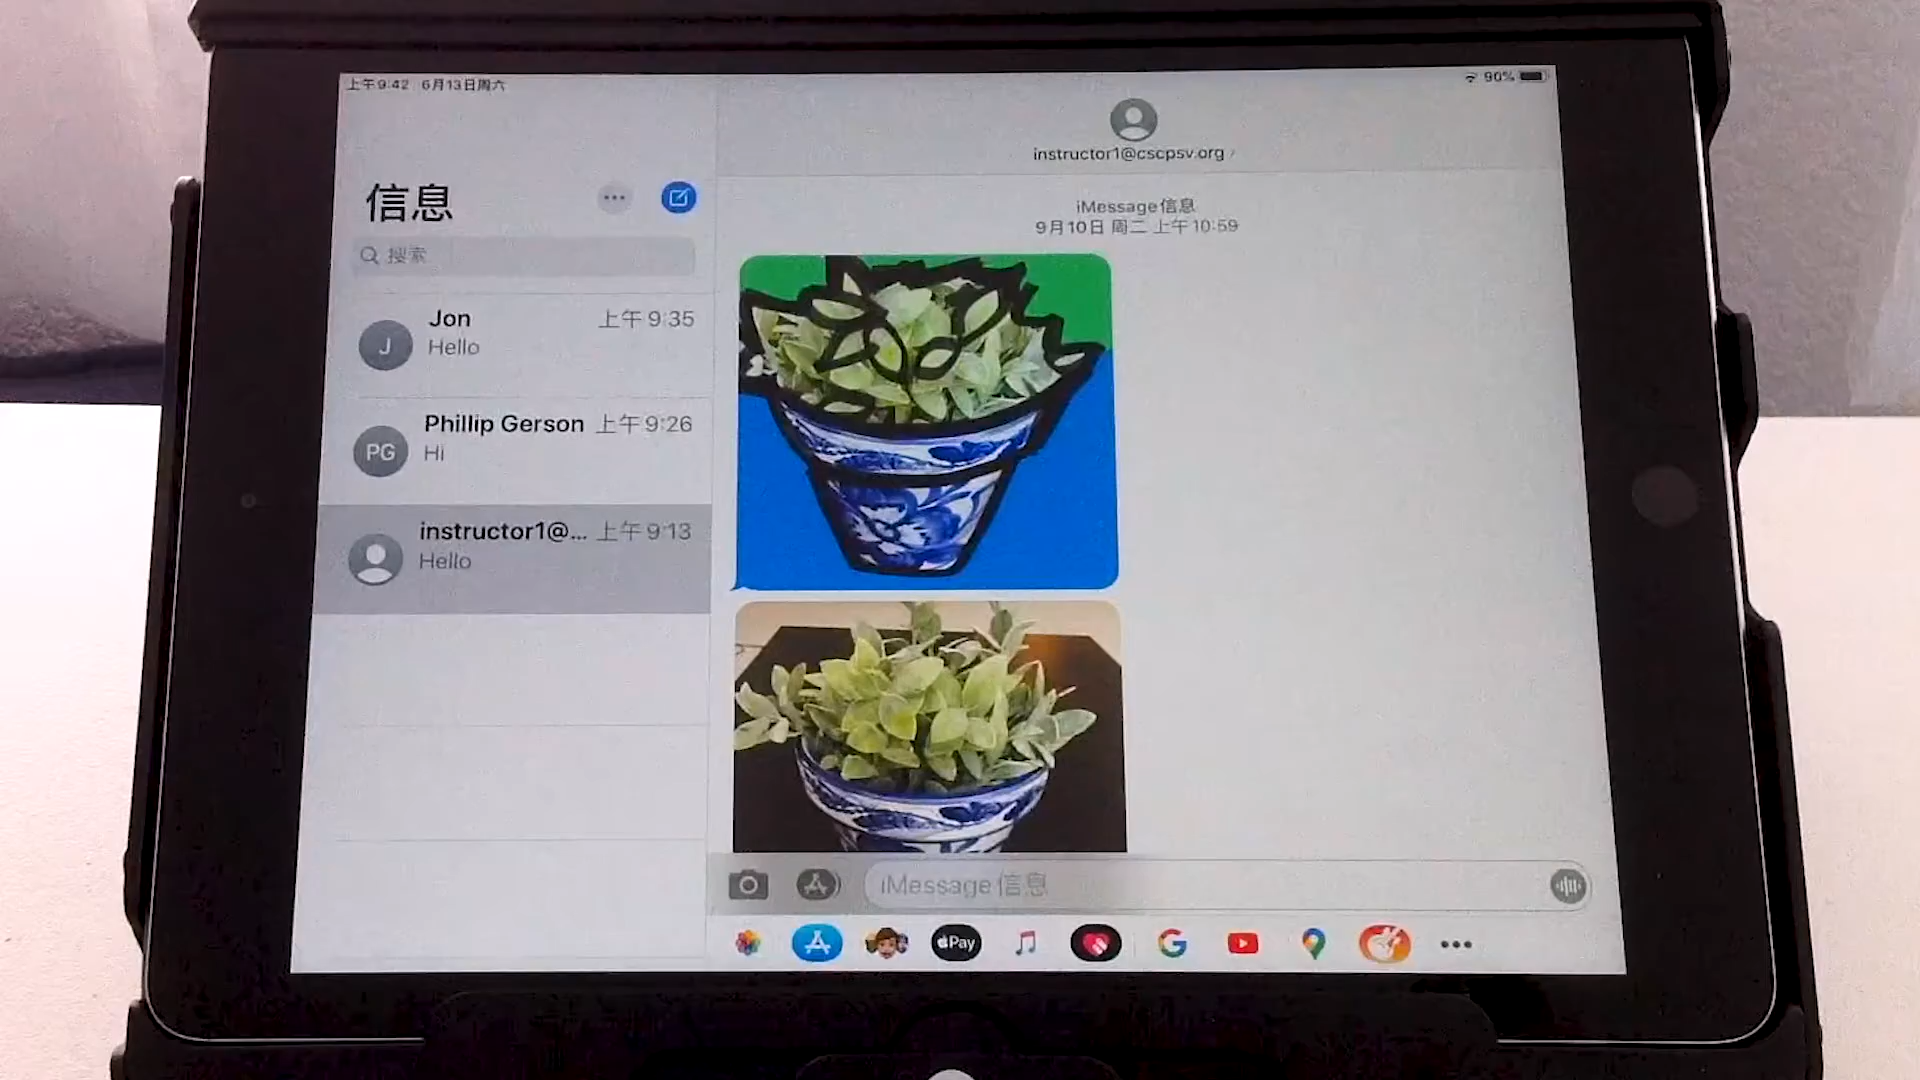 上午9:42 6月13日周六
90%
信息
搜索
Jon 上午 9:35
J
Hello
Phillip Gerson 上午 9:26
PG
Hi
instructor1@... 上午 9:13
Hello
instructor1@cscpsv.org
iMessage信息
9月10日 周二 上午10:59
iMessage信息
Pay